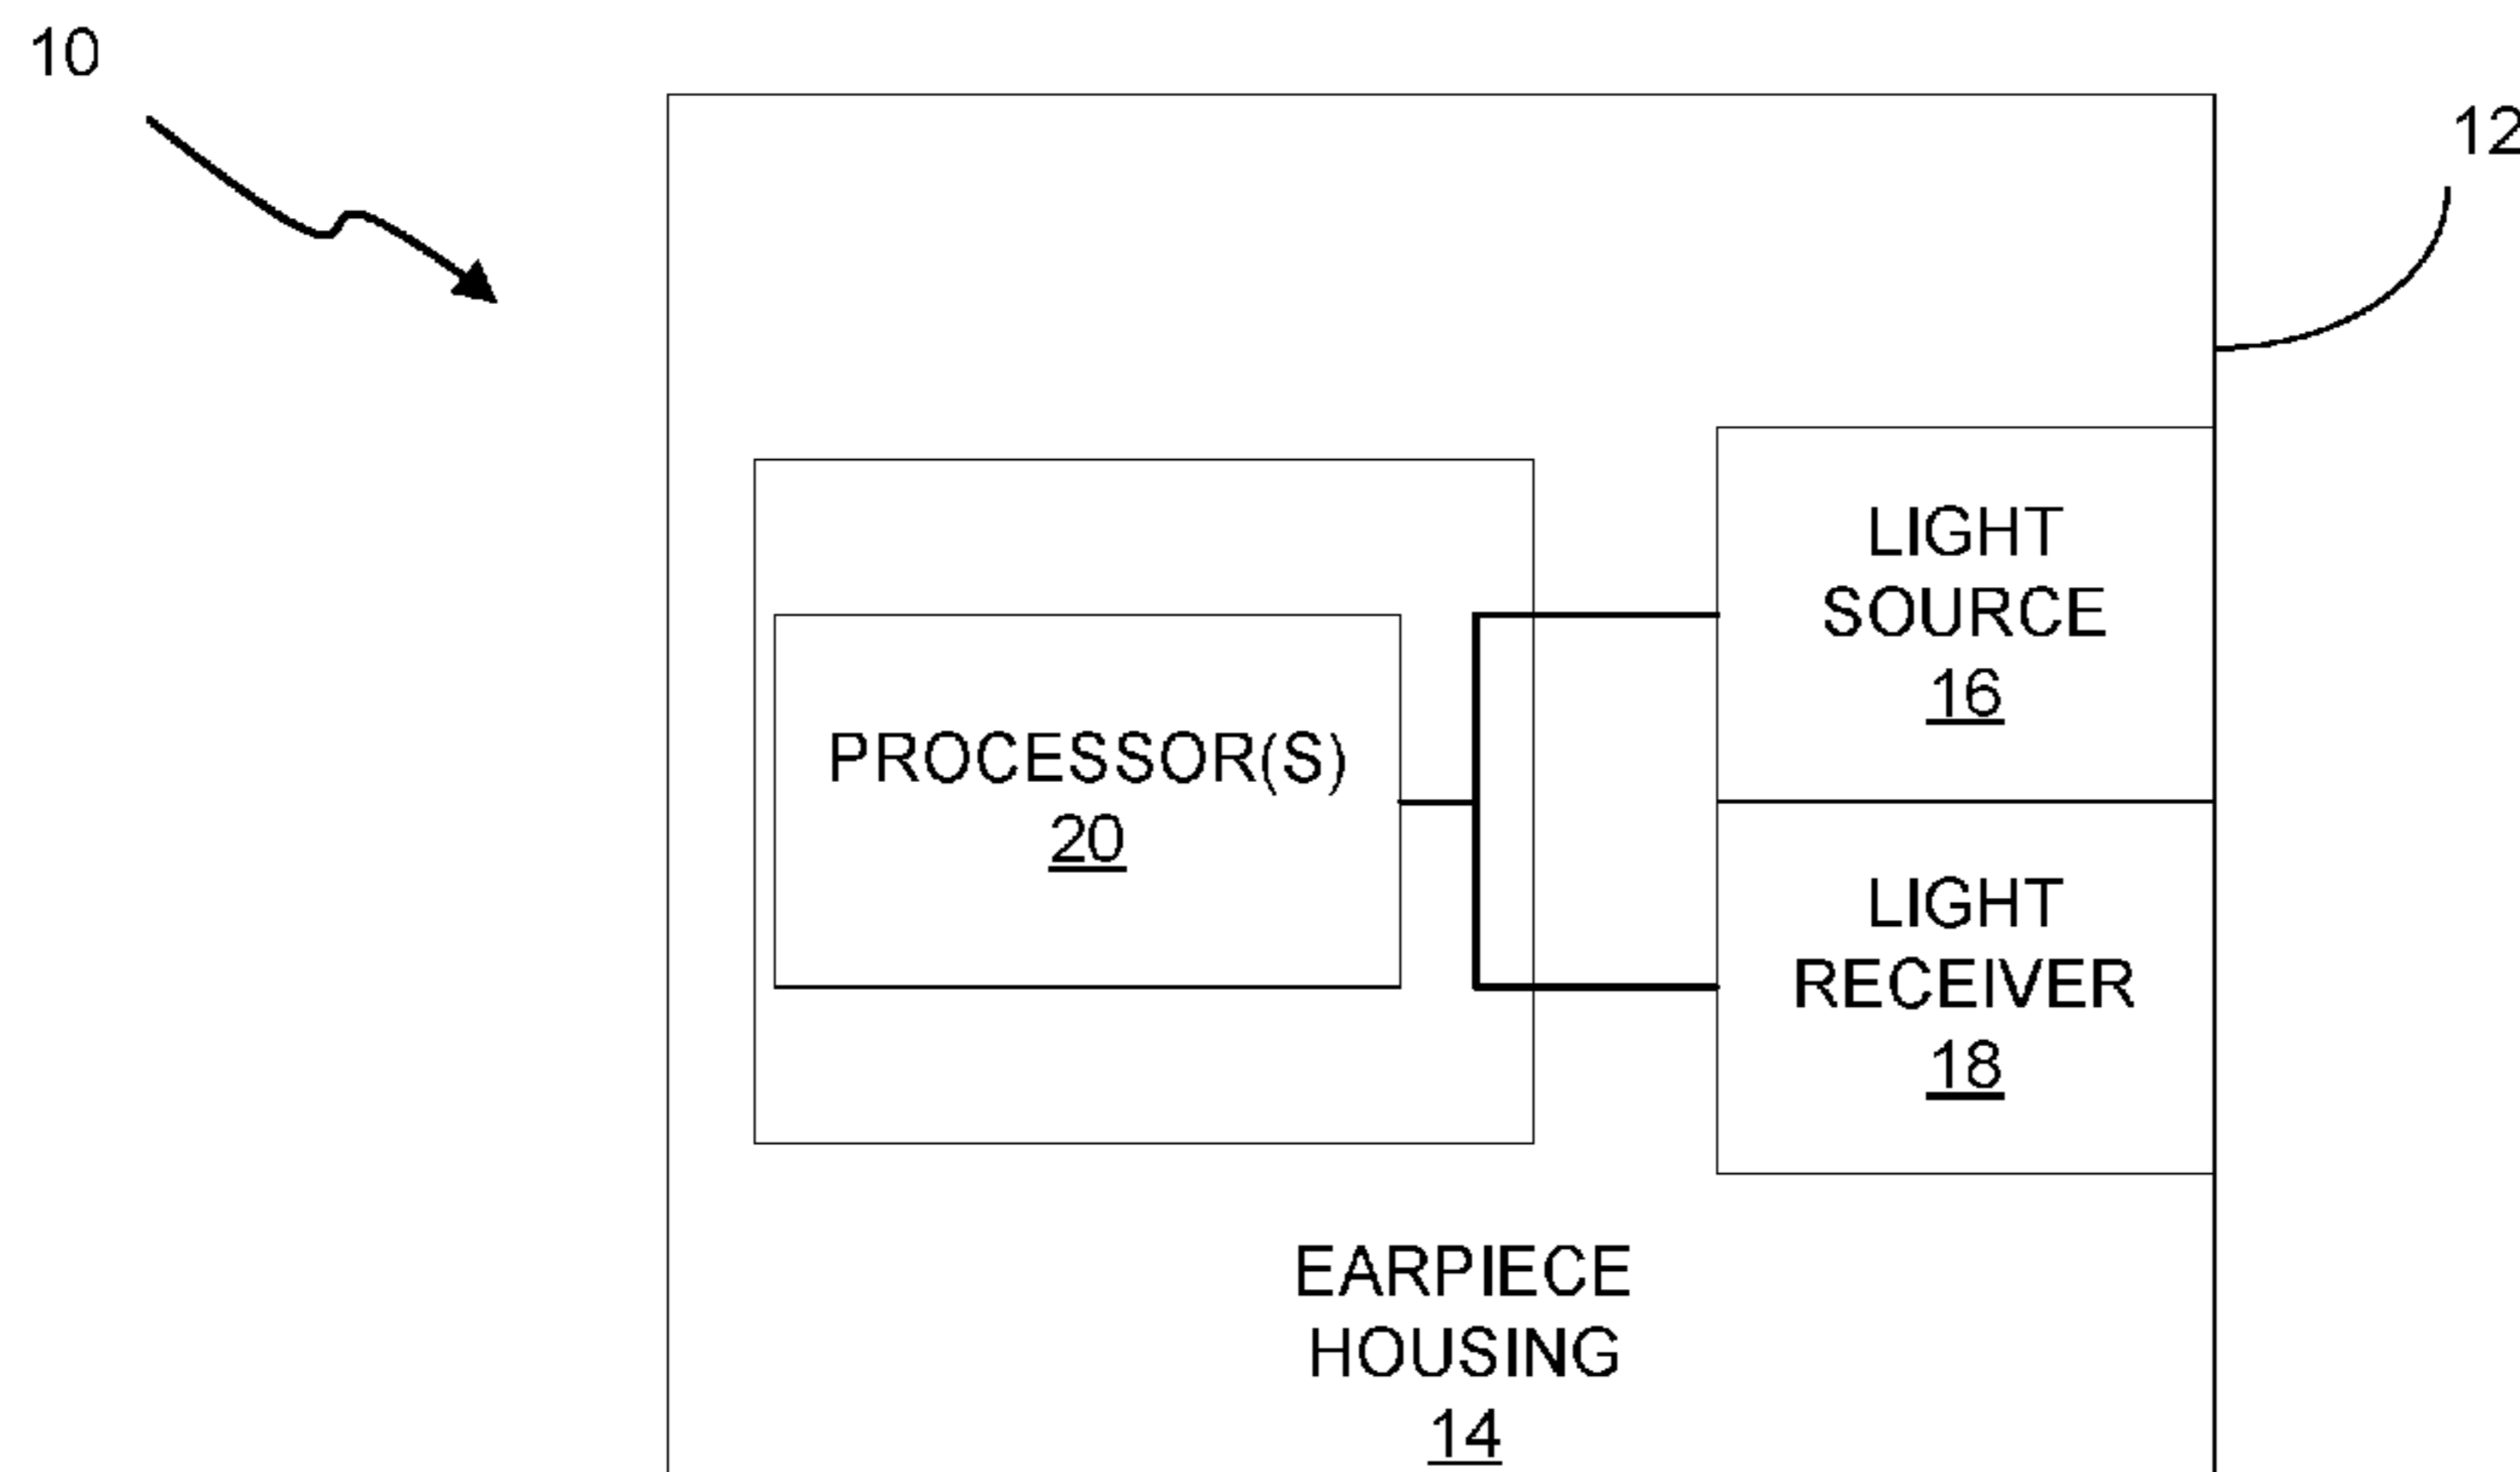 10
12
LIGHT
SOURCE
16
PROCESSOR(S)
20
LIGHT
RECEIVER
18
EARPIECE
HOUSING
14